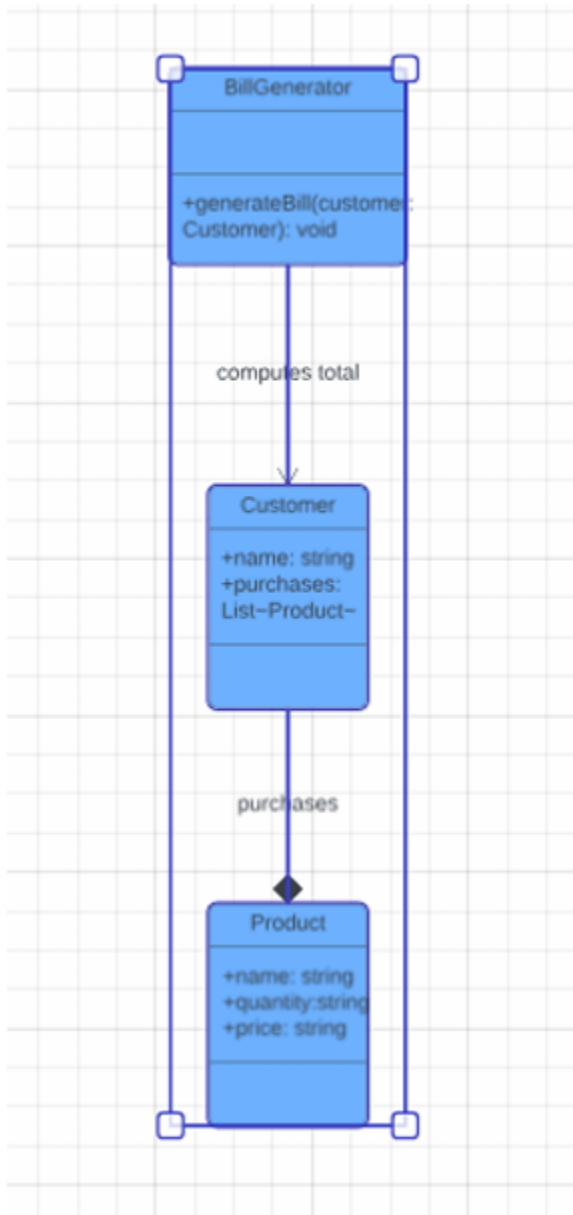 BillGenerator
+generateBill(customer:
Customer): void
computes total
Customer
+name: string
+purchases:
List~Product~
purchases
Product
+name: string
+quantity:string
+price: string